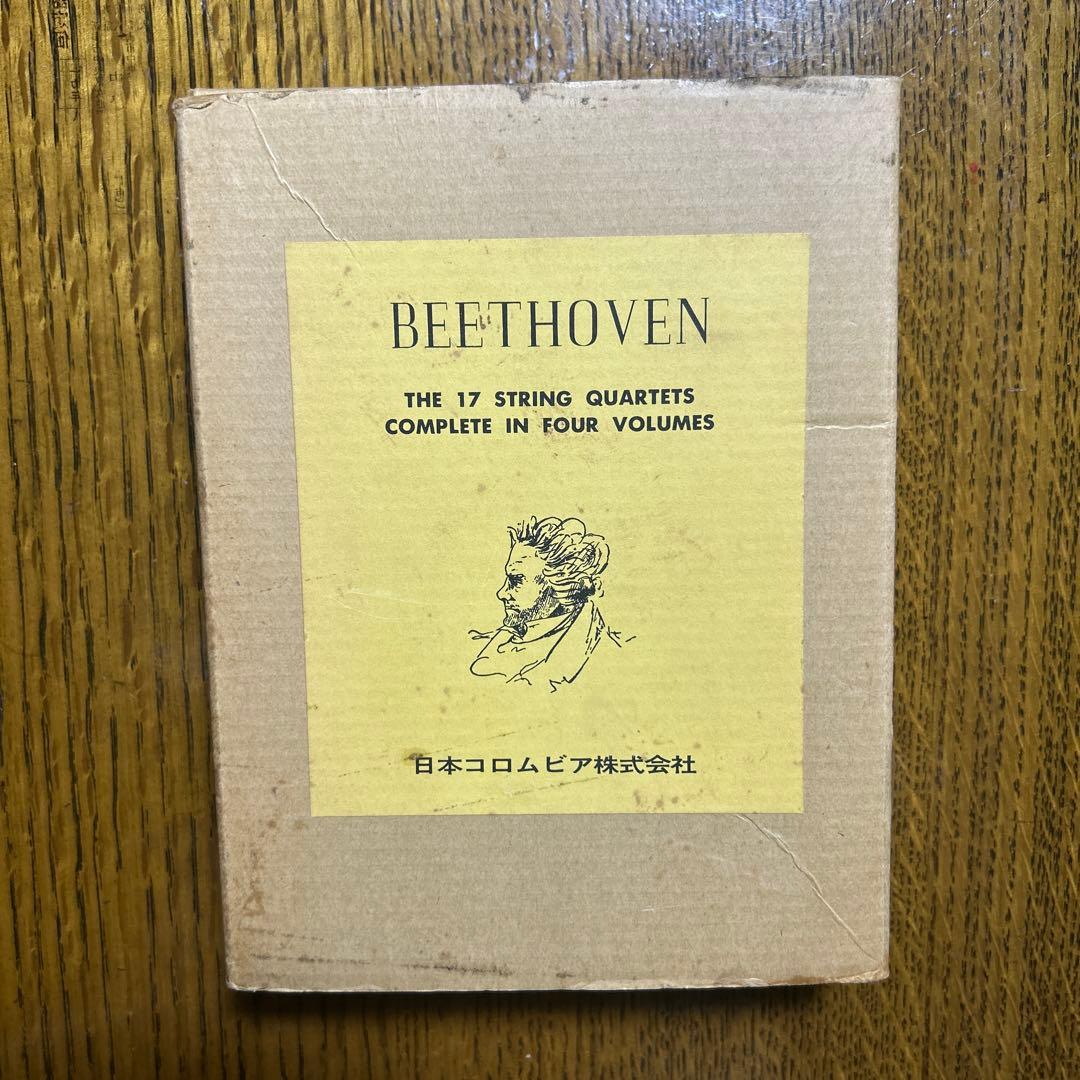 BEETHOVEN
THE 17 STRING QUARTETS
COMPLETE IN FOUR VOLUMES
日本コロムビア株式会社